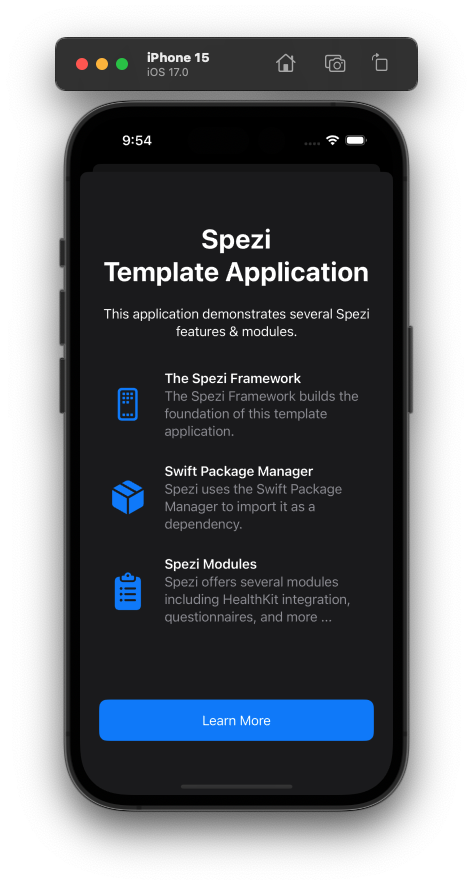 iPhone 15
iOS 17.0
9:54
Spezi
Template Application
This application demonstrates several Spezi
features & modules.
The Spezi Framework
The Spezi Framework builds the
foundation of this template
application.
Swift Package Manager
Spezi uses the Swift Package
Manager to import it as a
dependency.
Spezi Modules
Spezi offers several modules
including HealthKit integration,
questionnaires, and more ...
Learn More